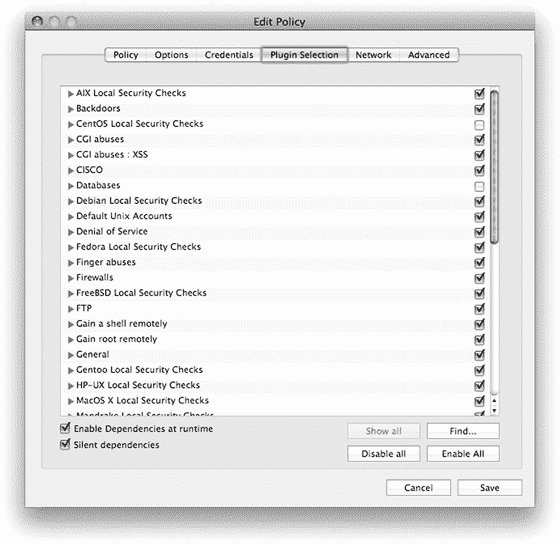 Edit Policy
Policy Options Credentials Plugin Selection Network Advanced
AIX Local Security Checks
Backdoors
CentOS Local Security Checks
CGI abuses
CGI abuses : XSS
CISCO
Databases
Debian Local Security Checks
Default Unix Accounts
Denial of Service
Fedora Local Security Checks
Finger abuses
Firewalls
FreeBSD Local Security Checks
FTP
Gain a shell remotely
Gain root remotely
General
Gentoo Local Security Checks
HP-UX Local Security Checks
MacOS X Local Security Checks
Mandrake Local Security Checks
Enable Dependencies at runtime
Silent dependencies
Show all Find...
Disable all Enable All
Cancel Save